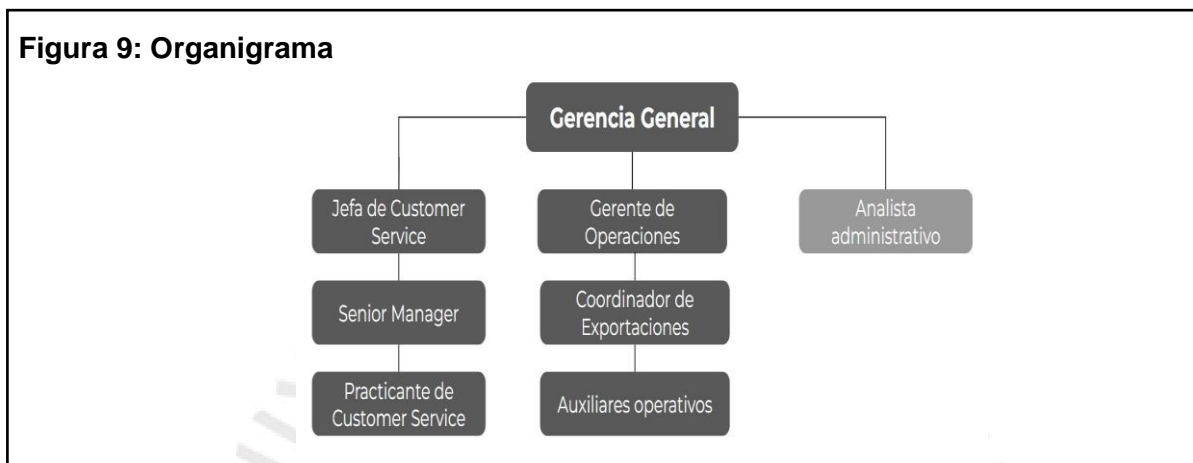 Figura 9: Organigrama
Gerencia General
Jefa de Customer
Service
Gerente de
Operaciones
Analista
administrativo
Senior Manager
Coordinador de
Exportaciones
Practicante de
Customer Service
Auxiliares operativos